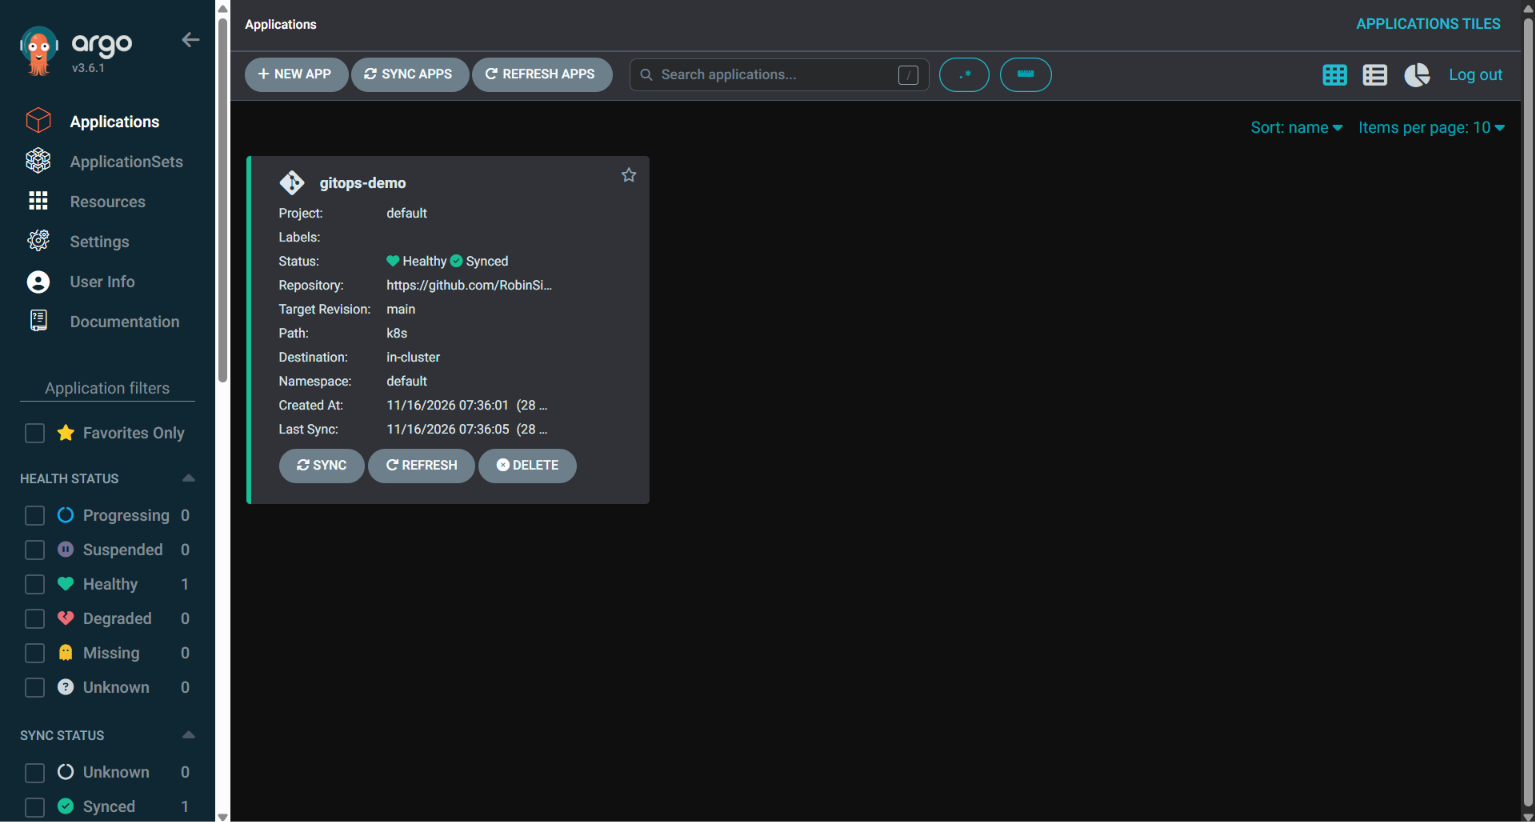 argo
v3.6.1
Applications
ApplicationSets
Resources
Settings
User Info
Documentation
Application filters
Favorites Only
HEALTH STATUS
Progressing 0
Suspended 0
Healthy 1
Degraded 0
Missing 0
Unknown 0
SYNC STATUS
Unknown 0
Synced 1
Applications
APPLICATIONS TILES
+ NEW APP SYNC APPS REFRESH APPS Search applications... / .* Log out
Sort: name Items per page: 10
gitops-demo
Project: default
Labels:
Status: Healthy Synced
Repository: https://github.com/RobinSi...
Target Revision: main
Path: k8s
Destination: in-cluster
Namespace: default
Created At: 11/16/2026 07:36:01 (28 ...
Last Sync: 11/16/2026 07:36:05 (28 ...
SYNC REFRESH DELETE